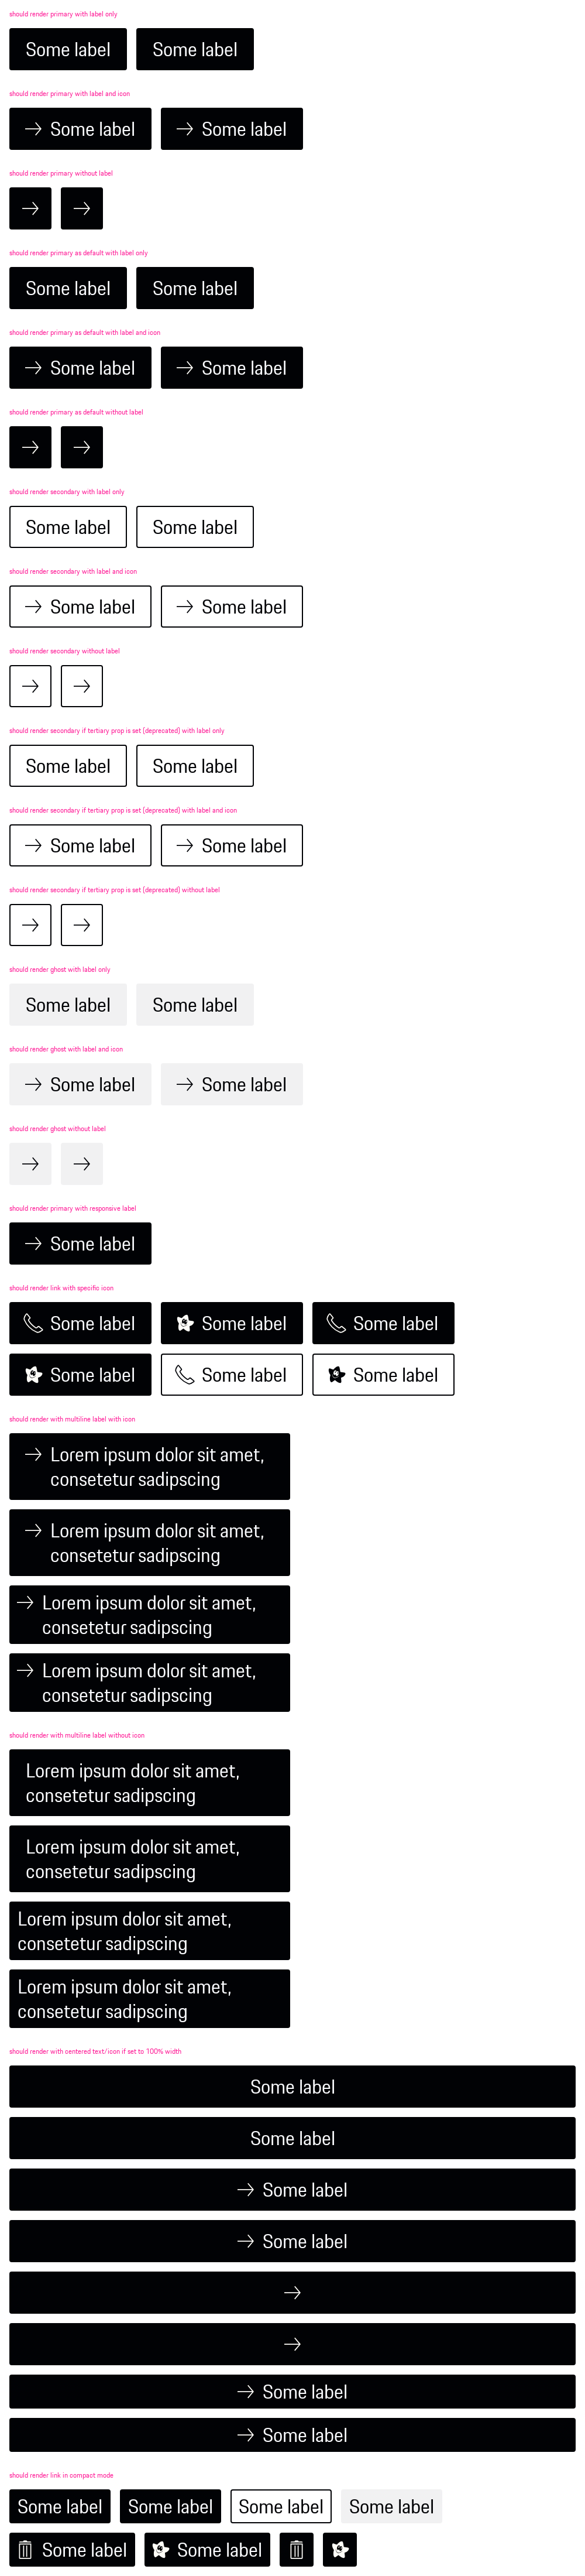 should render primary with label only
Some label Some label
should render primary with label and icon
Some label Some label
should render primary without label
should render primary as default with label only
Some label Some label
should render primary as default with label and icon
Some label Some label
should render primary as default without label
should render secondary with label only
Some label Some label
should render secondary with label and icon
Some label Some label
should render secondary without label
should render secondary if tertiary prop is set (deprecated) with label only
Some label Some label
should render secondary if tertiary prop is set (deprecated) with label and icon
Some label Some label
should render secondary if tertiary prop is set (deprecated) without label
should render ghost with label only
Some label Some label
should render ghost with label and icon
Some label Some label
should render ghost without label
should render primary with responsive label
Some label
should render link with specific icon
Some label Some label Some label
Some label Some label Some label
should render with multiline label with icon
Lorem ipsum dolor sit amet,
consetetur sadipscing
Lorem ipsum dolor sit amet,
consetetur sadipscing
Lorem ipsum dolor sit amet,
consetetur sadipscing
Lorem ipsum dolor sit amet,
consetetur sadipscing
should render with multiline label without icon
Lorem ipsum dolor sit amet,
consetetur sadipscing
Lorem ipsum dolor sit amet,
consetetur sadipscing
Lorem ipsum dolor sit amet,
consetetur sadipscing
Lorem ipsum dolor sit amet,
consetetur sadipscing
should render with centered text/icon if set to 100% width
Some label
Some label
Some label
Some label
Some label
Some label
should render link in compact mode
Some label Some label Some label Some label
Some label Some label